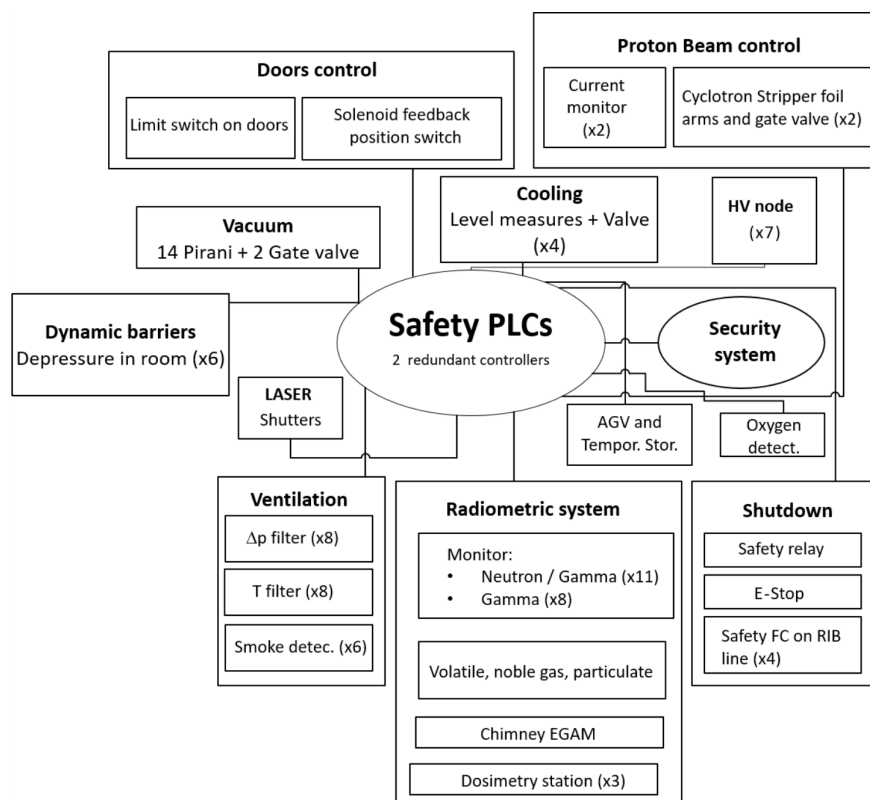 Doors control
Limit switch on doors
Solenoid feedback
position switch
Proton Beam control
Current
monitor
(x2)
Cyclotron Stripper foil
arms and gate valve (x2)
Vacuum
14 Pirani + 2 Gate valve
Cooling
Level measures + Valve
(x4)
HV node
(x7)
Dynamic barriers
Depressure in room (x6)
Safety PLCs
2 redundant controllers
Security
system
LASER
Shutters
AGV and
Tempor. Stor.
Oxygen
detect.
Ventilation
Δp filter (x8)
T filter (x8)
Smoke detec. (x6)
Radiometric system
Monitor:
• Neutron / Gamma (x11)
• Gamma (x8)
Volatile, noble gas, particulate
Chimney EGAM
Dosimetry station (x3)
Shutdown
Safety relay
E-Stop
Safety FC on RIB
line (x4)